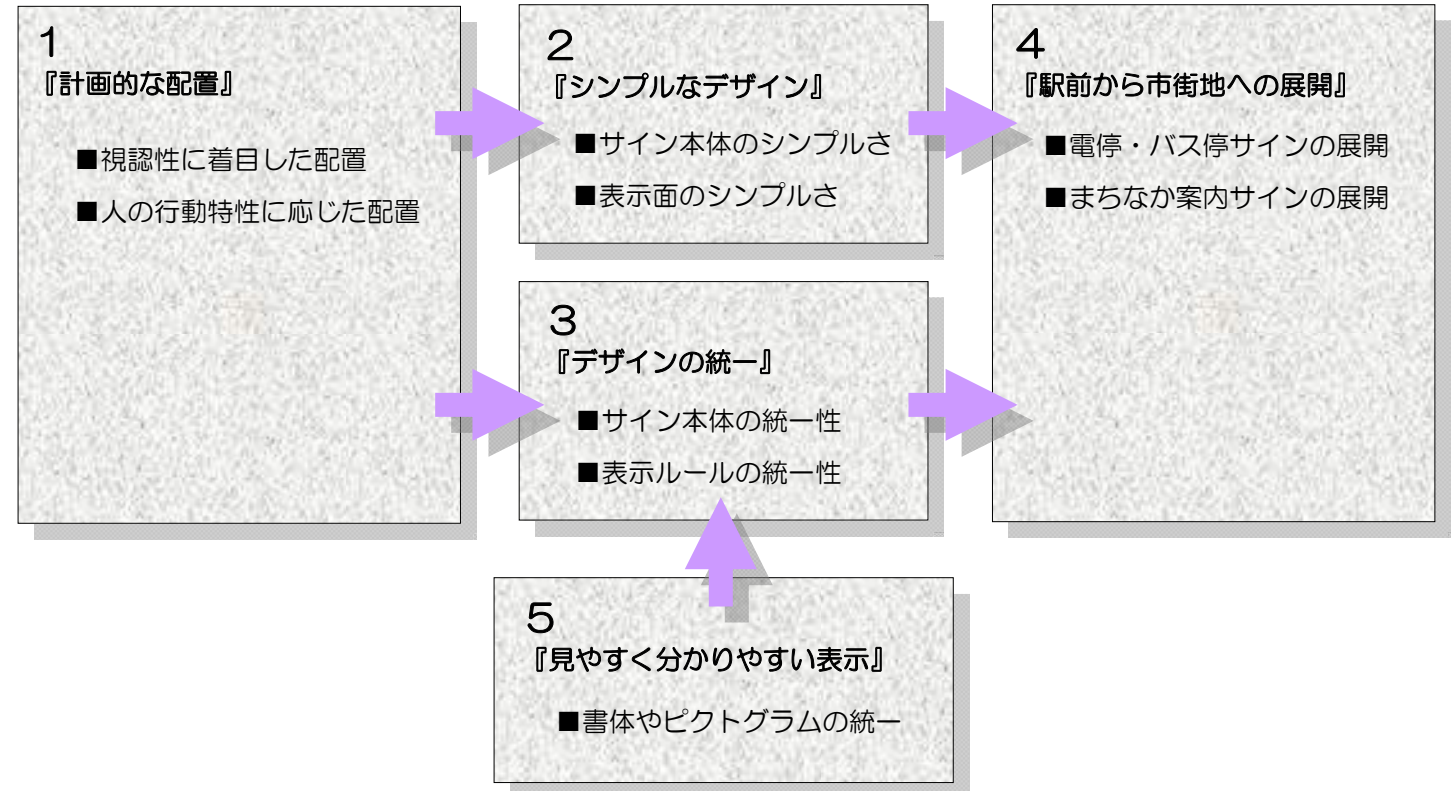 1
『計画的な配置』
■視認性に着目した配置
■人の行動特性に応じた配置
2
『シンプルなデザイン』
■サイン本体のシンプルさ
■表示面のシンプルさ
3
『デザインの統一』
■サイン本体の統一性
■表示ルールの統一性
4
『駅前から市街地への展開』
■電停・バス停サインの展開
■まちなか案内サインの展開
5
『見やすく分かりやすい表示』
■書体やピクトグラムの統一